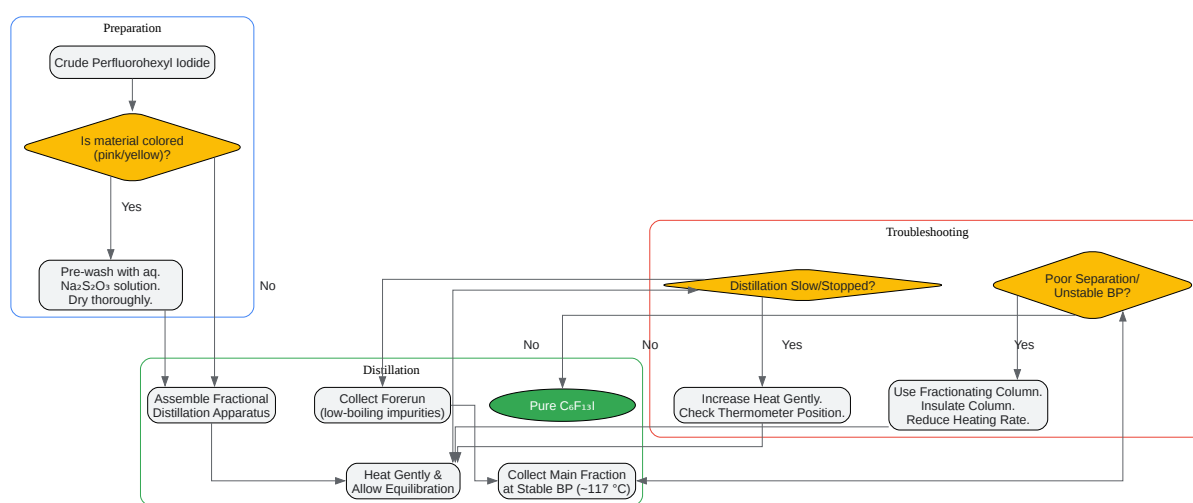 Preparation
Crude Perfluorohexyl Iodide
Is material colored
(pink/yellow)?
Yes
Pre-wash with aq.
Na₂S₂O₃ solution.
Dry thoroughly.
No
Troubleshooting
Distillation Slow/Stopped?
Poor Separation/
Unstable BP?
No
No
Yes
Yes
Distillation
Assemble Fractional
Distillation Apparatus
Collect Forerun
(low-boiling impurities)
Pure C₆F₁₃I
Increase Heat Gently.
Check Thermometer Position.
Use Fractionating Column.
Insulate Column.
Reduce Heating Rate.
Heat Gently &
Allow Equilibration
Collect Main Fraction
at Stable BP (~117 °C)